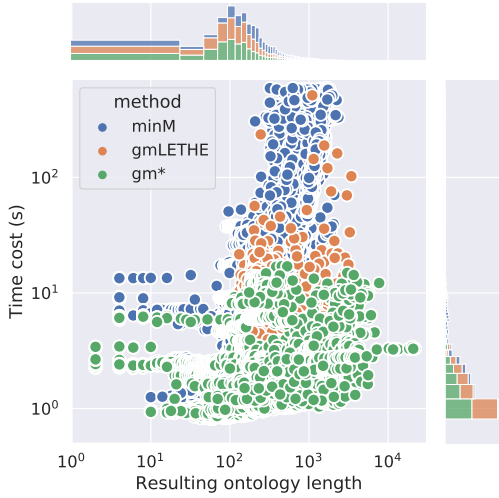 method
minM
gmLETHE
gm*
Time cost (s)
10²
10¹
10⁰
10⁰ 10¹ 10² 10³ 10⁴
Resulting ontology length